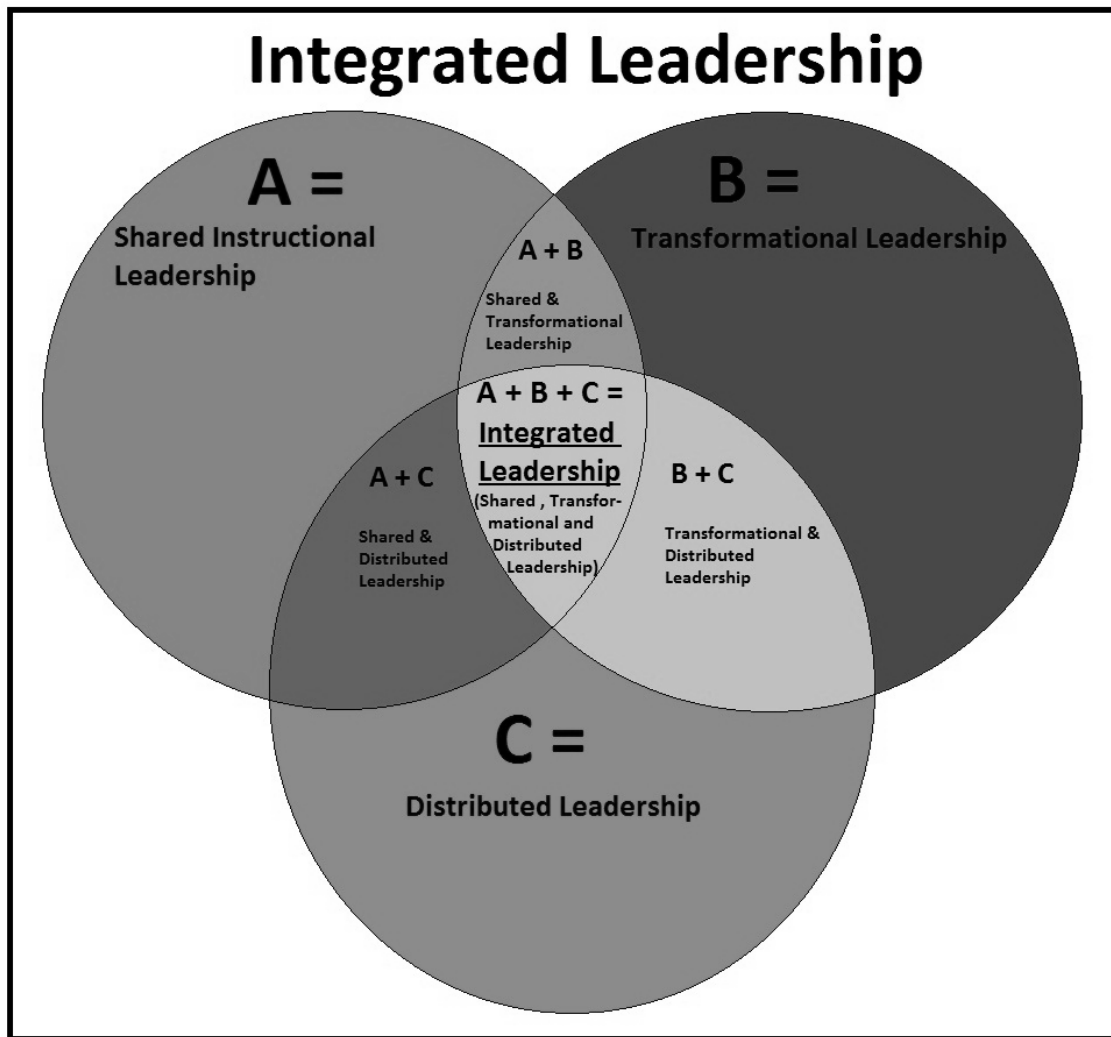 Integrated Leadership
A =
Shared Instructional
Leadership
B =
Transformational Leadership
A + B
Shared &
Transformational
Leadership
A + B + C =
Integrated
Leadership
(Shared , Transfor-
mational and
Distributed
Leadership)
A + C
Shared &
Distributed
Leadership
B + C
Transformational &
Distributed
Leadership
C =
Distributed Leadership